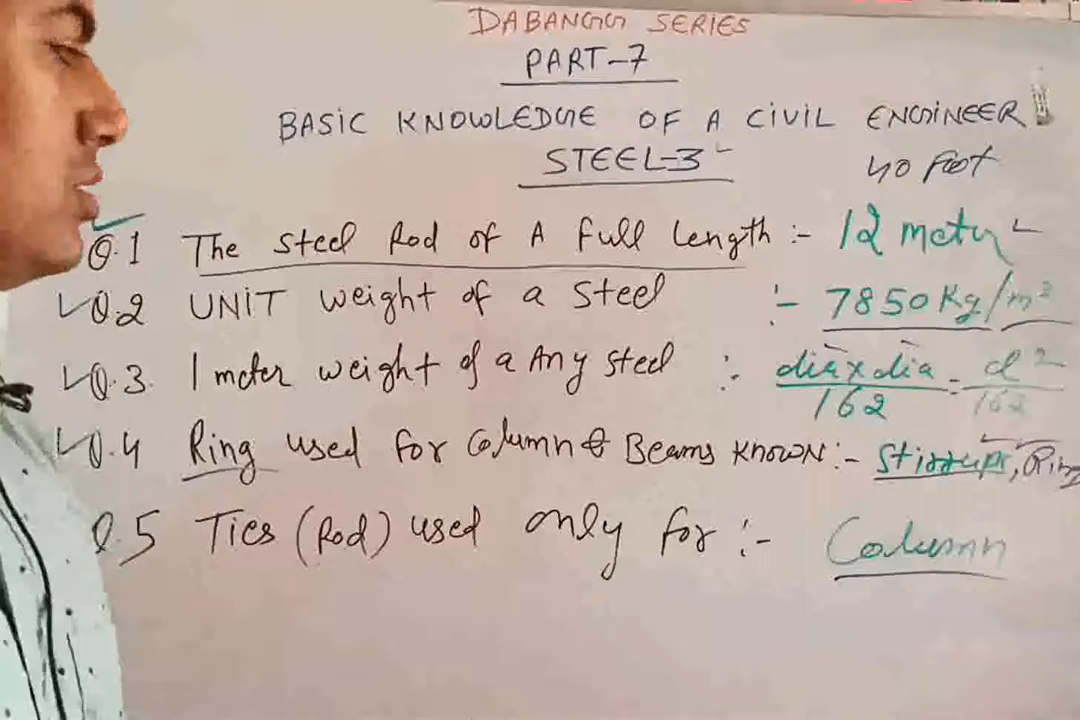 DABANGG SERIES
PART-7
BASIC KNOWLEDGE OF A CIVIL ENGINEER
STEEL-3
40 Foot
Q.1 The Steel Rod of A Full Length :- 12 meter
Q.2 UNIT weight of a Steel :- 7850 Kg/m³
Q.3 1 meter weight of a Any Steel : dia x dia / 162 = d² / 162
Q.4 Ring used for Column & Beams KNOWN :- Stirrups, Ring
Q.5 Ties (Rod) used only for :- Column